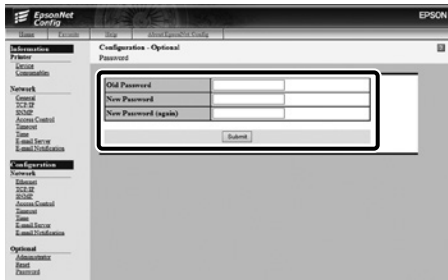 EpsonNet
Config
EPSON
Home Favorite Help About EpsonNet Config
Information
Printer
Device
Consumables
Network
General
TCP/IP
SNMP
Access Control
Timeout
Time
E-mail Server
E-mail Notification
Configuration
Network
Ethernet
TCP/IP
SNMP
Access Control
Timeout
Time
E-mail Server
E-mail Notification
Optional
Administrator
Reset
Password
Configuration - Optional
Password
Old Password
New Password
New Password (again)
Submit